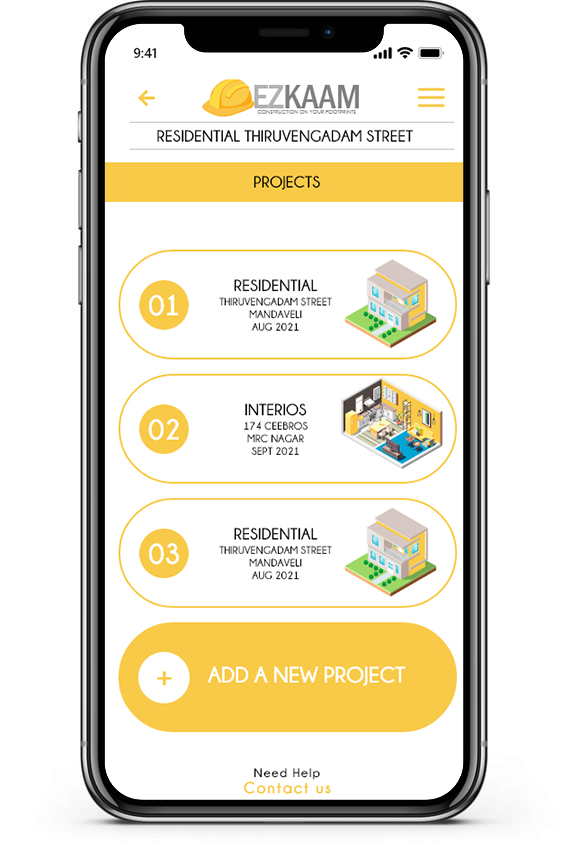 9:41
EZKAAM
CONSTRUCTION ON YOUR FOOTPRINTS
RESIDENTIAL THIRUVENGADAM STREET
PROJECTS
01
RESIDENTIAL
THIRUVENGADAM STREET
MANDAVELI
AUG 2021
02
INTERIOS
174 CEEBROS
MRC NAGAR
SEPT 2021
03
RESIDENTIAL
THIRUVENGADAM STREET
MANDAVELI
AUG 2021
+ ADD A NEW PROJECT
Need Help
Contact us